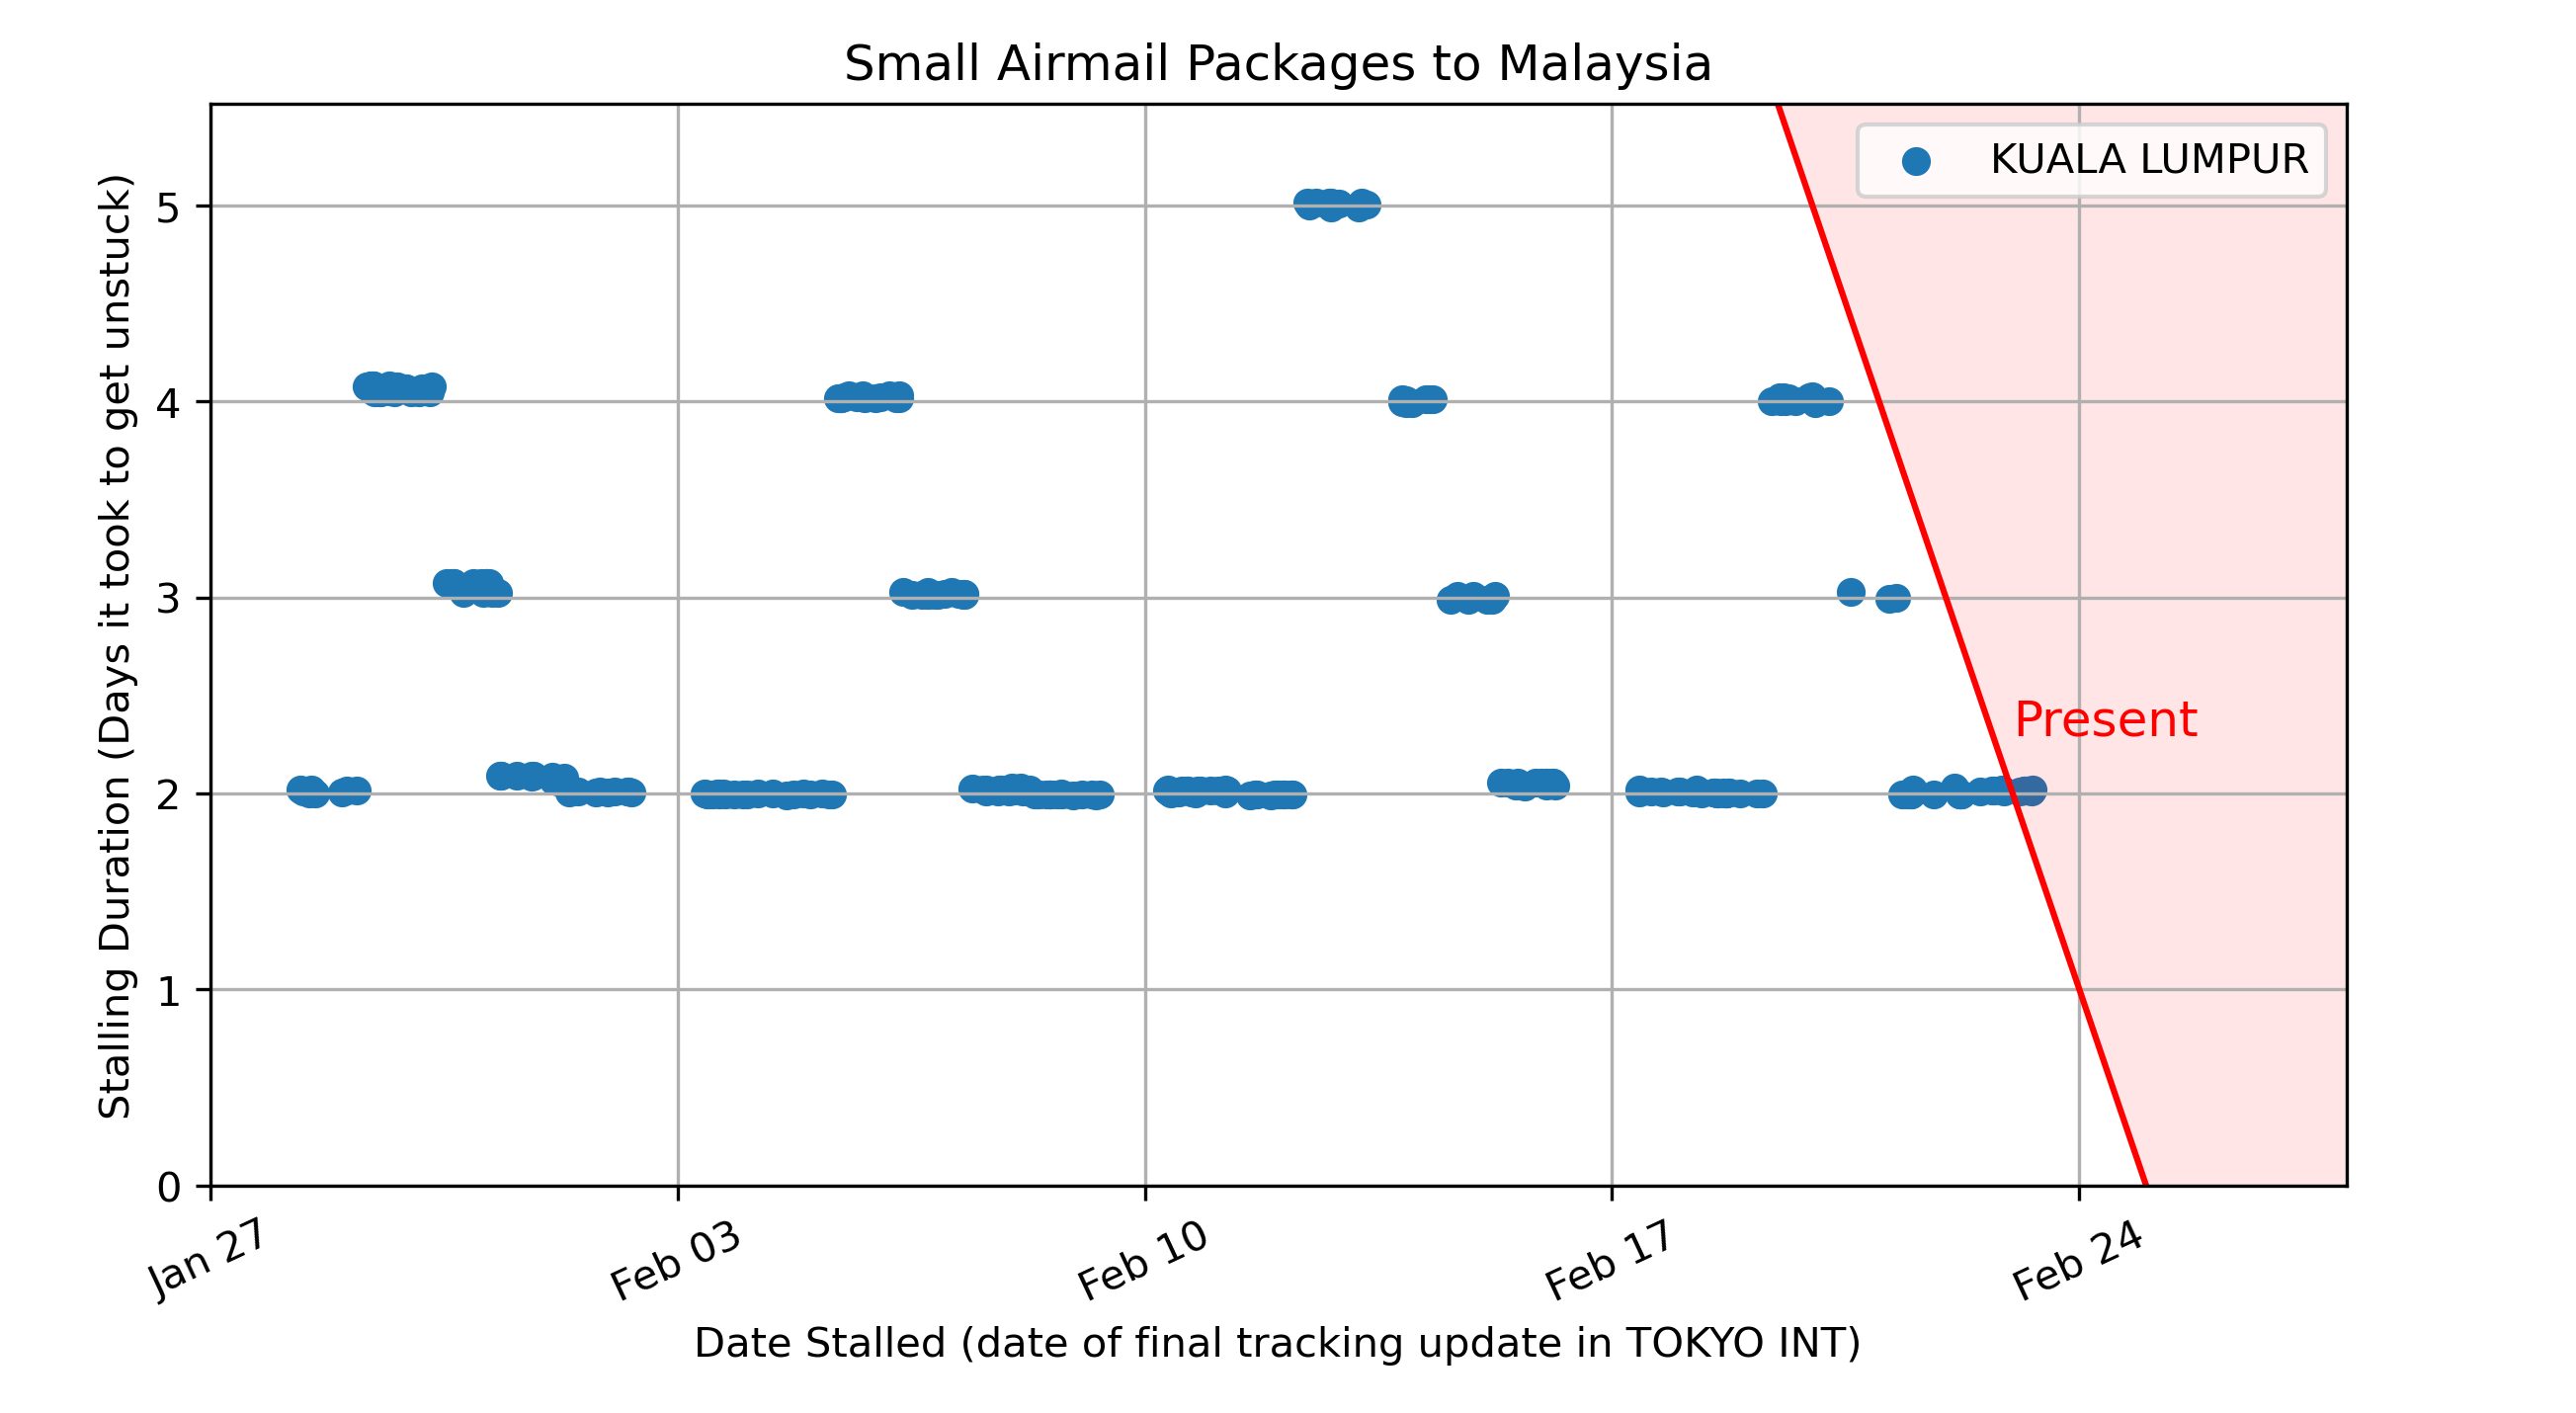 Small Airmail Packages to Malaysia
KUALA LUMPUR
Stalling Duration (Days it took to get unstuck)
5
4
3
2
1
0
Present
Jan 27
Feb 03
Feb 10
Feb 17
Feb 24
Date Stalled (date of final tracking update in TOKYO INT)